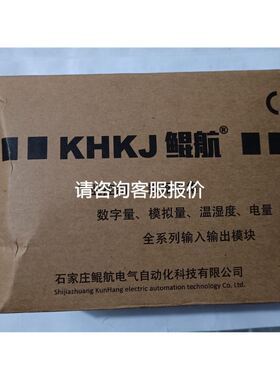 KHKJ 鲲航®
请咨询客服报价
数字量、模拟量、温湿度、电量
全系列输入输出模块
石家庄鲲航电气自动化科技有限公司
Shijiazhuang KunHang electric automation technology Co., Ltd